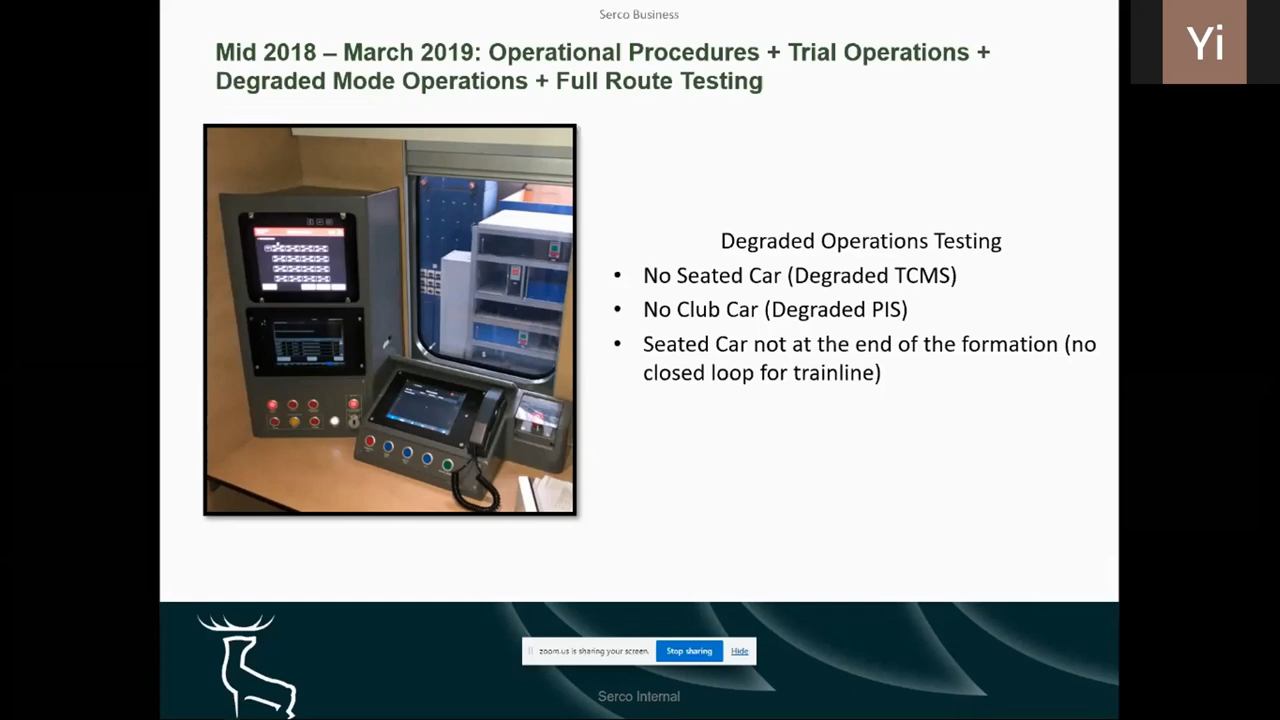 Serco Business
Yi
Mid 2018 – March 2019: Operational Procedures + Trial Operations +
Degraded Mode Operations + Full Route Testing
Degraded Operations Testing
• No Seated Car (Degraded TCMS)
• No Club Car (Degraded PIS)
• Seated Car not at the end of the formation (no
closed loop for trainline)
zoom.us is sharing your screen.
Stop sharing
Hide
Serco Internal